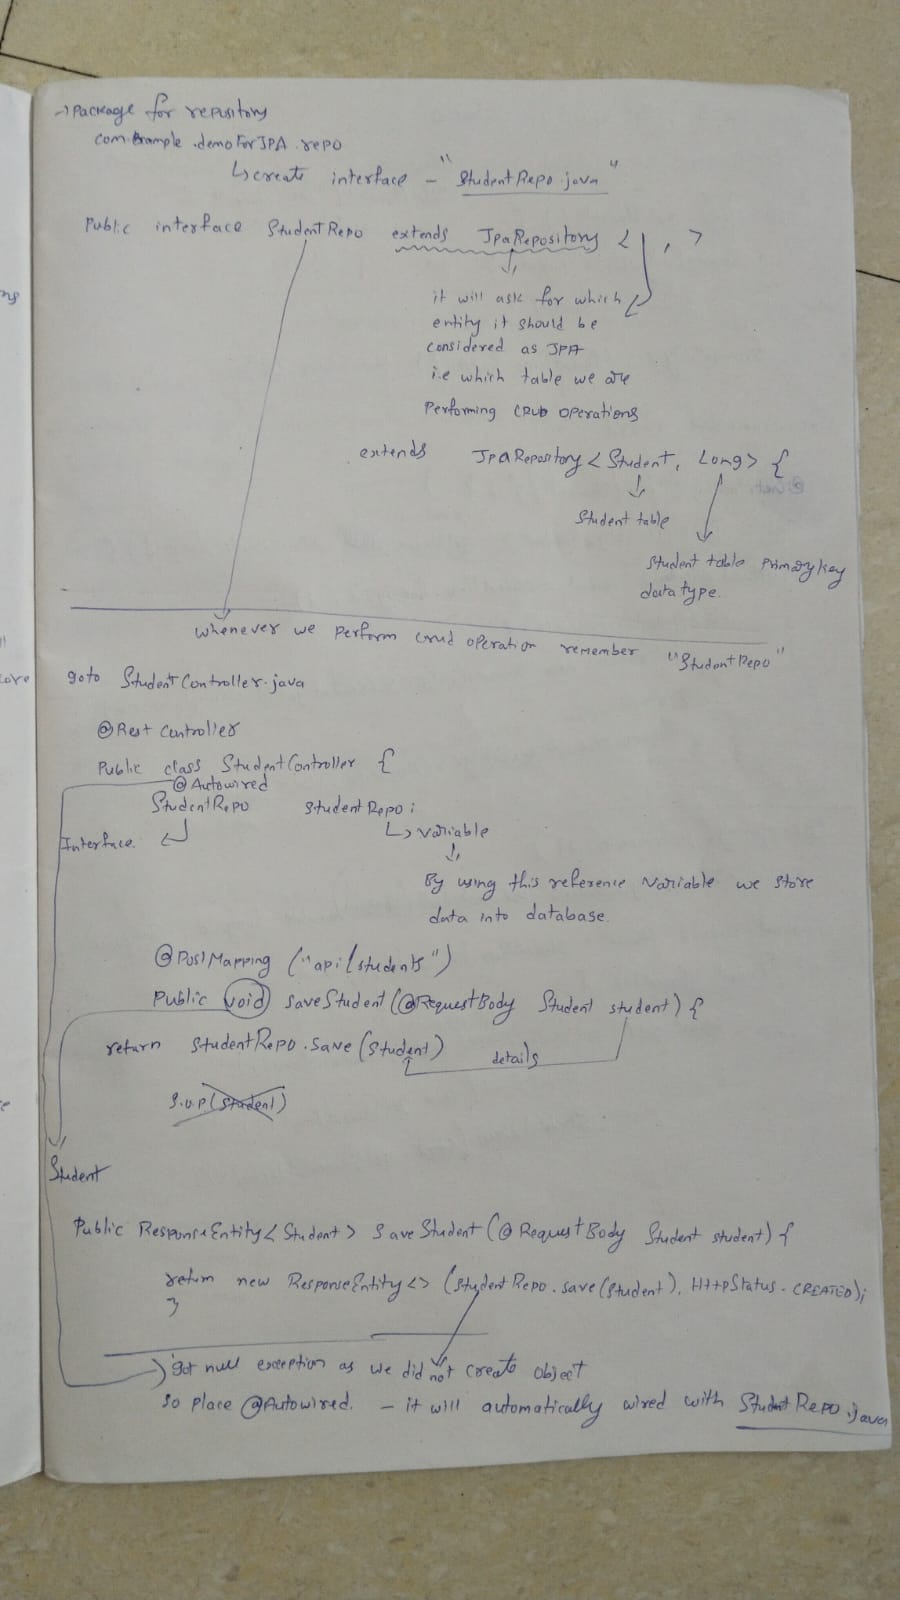 → Package for repository
com.Example.demoForJPA.repo
↳ create interface - "StudentRepo.java"
Public interface StudentRepo extends JpaRepository < , >
it will ask for which
entity it should be
considered as JPA
i.e which table we are
Performing CRUD operations
extends JpaRepository < Student, Long> {
Student table
Student table Primary key
data type.
whenever we perform crud operation remember "StudentRepo"
goto StudentController.java
@Rest Controller
Public class StudentController {
@Autowired
StudentRepo studentRepo;
Interface. ↳ variable
By using this reference variable we store
data into database.
@PostMapping ("api/students")
Public void saveStudent (@RequestBody Student student) {
return studentRepo.save (student) details
S.o.p (student)
Student
Public ResponseEntity < Student > saveStudent (@RequestBody Student student) {
return new ResponseEntity <> (studentRepo.save (student), HttpStatus.CREATED);
}
got null exception as we did not create object
so place @Autowired. - it will automatically wired with StudentRepo.java